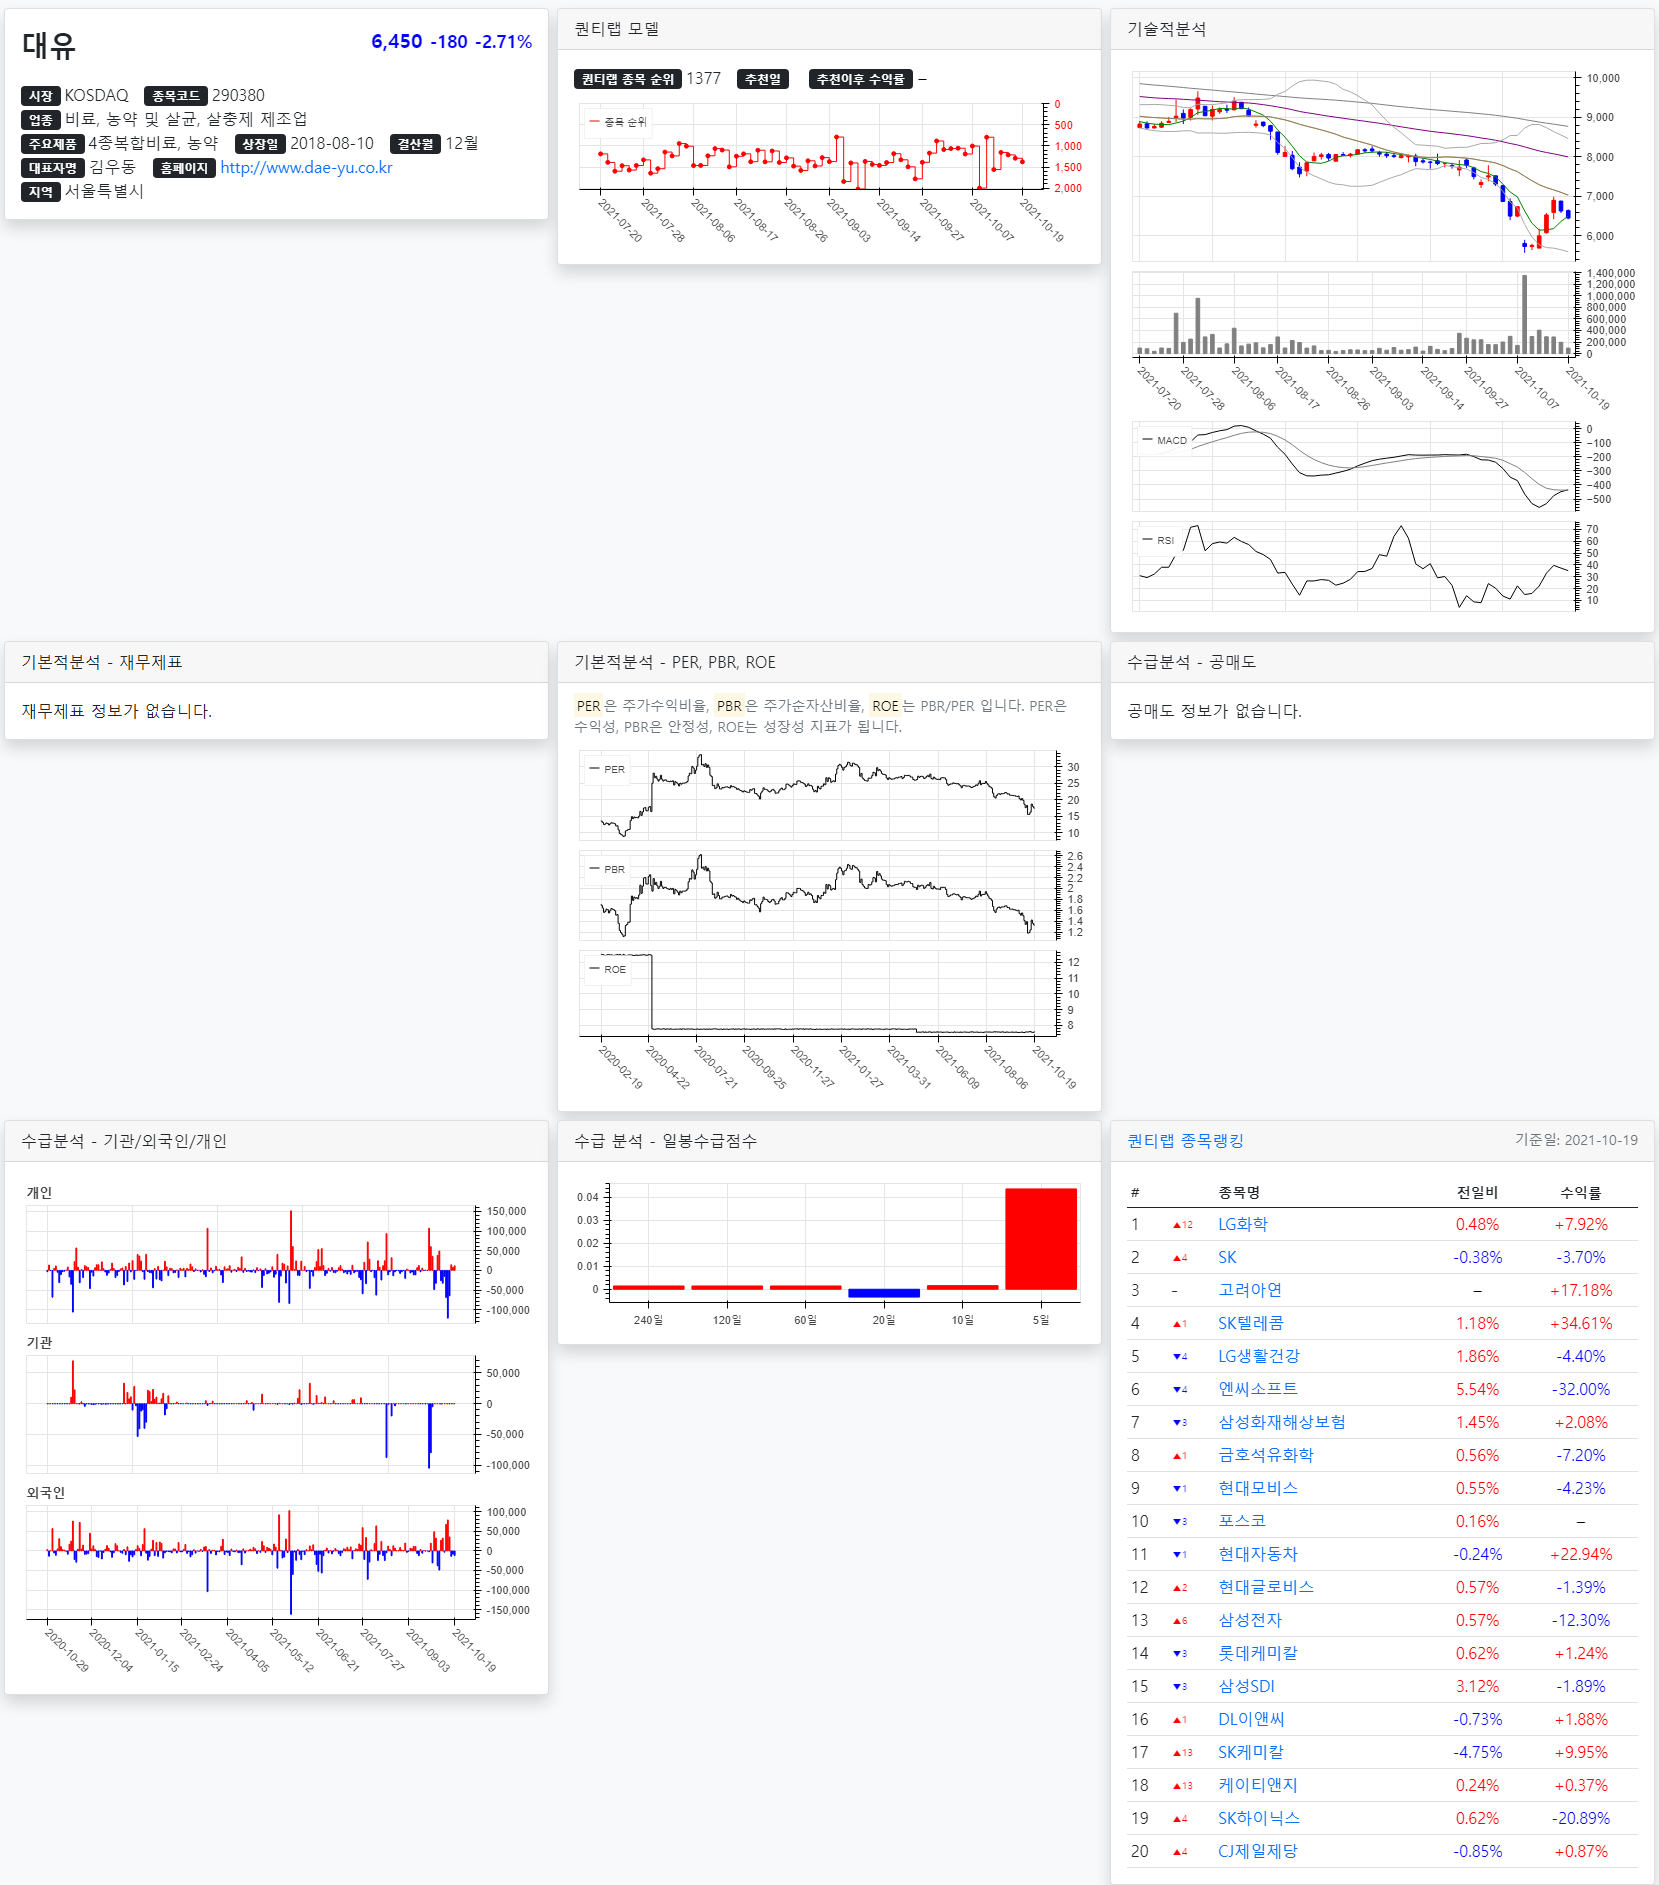 대유
6,450 -180 -2.71%
시장 KOSDAQ 종목코드 290380
업종 비료, 농약 및 살균, 살충제 제조업
주요제품 4종복합비료, 농약 상장일 2018-08-10 결산월 12월
대표자명 김우동 홈페이지 http://www.dae-yu.co.kr
지역 서울특별시
퀀티랩 모델
퀀티랩 종목 순위 1377 추천일 추천이후 수익률 –
종목 순위
0
500
1,000
1,500
2,000
2021-07-20
2021-07-28
2021-08-06
2021-08-17
2021-08-26
2021-09-03
2021-09-14
2021-09-27
2021-10-07
2021-10-19
기술적분석
10,000
9,000
8,000
7,000
6,000
1,400,000
1,200,000
1,000,000
800,000
600,000
400,000
200,000
0
2021-07-20
2021-07-28
2021-08-06
2021-08-17
2021-08-26
2021-09-03
2021-09-14
2021-09-27
2021-10-07
2021-10-19
MACD
0
-100
-200
-300
-400
-500
RSI
70
60
50
40
30
20
10
기본적분석 - 재무제표
재무제표 정보가 없습니다.
기본적분석 - PER, PBR, ROE
PER은 주가수익비율, PBR은 주가순자산비율, ROE는 PBR/PER 입니다. PER은
수익성, PBR은 안정성, ROE는 성장성 지표가 됩니다.
PER
30
25
20
15
10
PBR
2.6
2.4
2.2
2
1.8
1.6
1.4
1.2
ROE
12
11
10
9
8
2020-02-19
2020-04-22
2020-07-21
2020-09-25
2020-11-27
2021-01-27
2021-03-31
2021-06-09
2021-08-06
2021-10-19
수급분석 - 공매도
공매도 정보가 없습니다.
수급분석 - 기관/외국인/개인
개인
150,000
100,000
50,000
0
-50,000
-100,000
기관
50,000
0
-50,000
-100,000
외국인
100,000
50,000
0
-50,000
-100,000
-150,000
2020-10-29
2020-12-04
2021-01-15
2021-02-24
2021-04-05
2021-05-12
2021-06-21
2021-07-27
2021-09-03
2021-10-19
수급 분석 - 일봉수급점수
0.04
0.03
0.02
0.01
0
240일 120일 60일 20일 10일 5일
퀀티랩 종목랭킹 기준일: 2021-10-19
# 종목명 전일비 수익률
1 ▲12 LG화학 0.48% +7.92%
2 ▲4 SK -0.38% -3.70%
3 - 고려아연 – +17.18%
4 ▲1 SK텔레콤 1.18% +34.61%
5 ▼4 LG생활건강 1.86% -4.40%
6 ▼4 엔씨소프트 5.54% -32.00%
7 ▼3 삼성화재해상보험 1.45% +2.08%
8 ▲1 금호석유화학 0.56% -7.20%
9 ▼1 현대모비스 0.55% -4.23%
10 ▼3 포스코 0.16% –
11 ▼1 현대자동차 -0.24% +22.94%
12 ▲2 현대글로비스 0.57% -1.39%
13 ▲6 삼성전자 0.57% -12.30%
14 ▼3 롯데케미칼 0.62% +1.24%
15 ▼3 삼성SDI 3.12% -1.89%
16 ▲1 DL이앤씨 -0.73% +1.88%
17 ▲13 SK케미칼 -4.75% +9.95%
18 ▲13 케이티앤지 0.24% +0.37%
19 ▲4 SK하이닉스 0.62% -20.89%
20 ▲4 CJ제일제당 -0.85% +0.87%